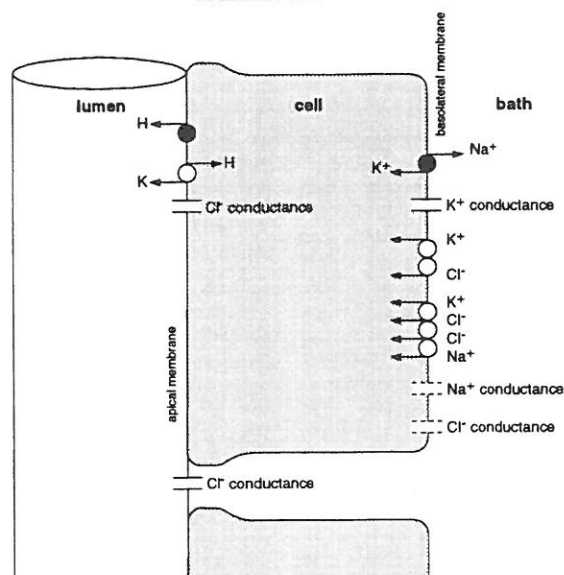 basolateral membrane
lumen
cell
bath
H
H
K
Cl- conductance
apical membrane
Cl- conductance
Na+
K+
K+ conductance
K+
Cl-
K+
Cl-
Cl-
Na+
Na+ conductance
Cl- conductance